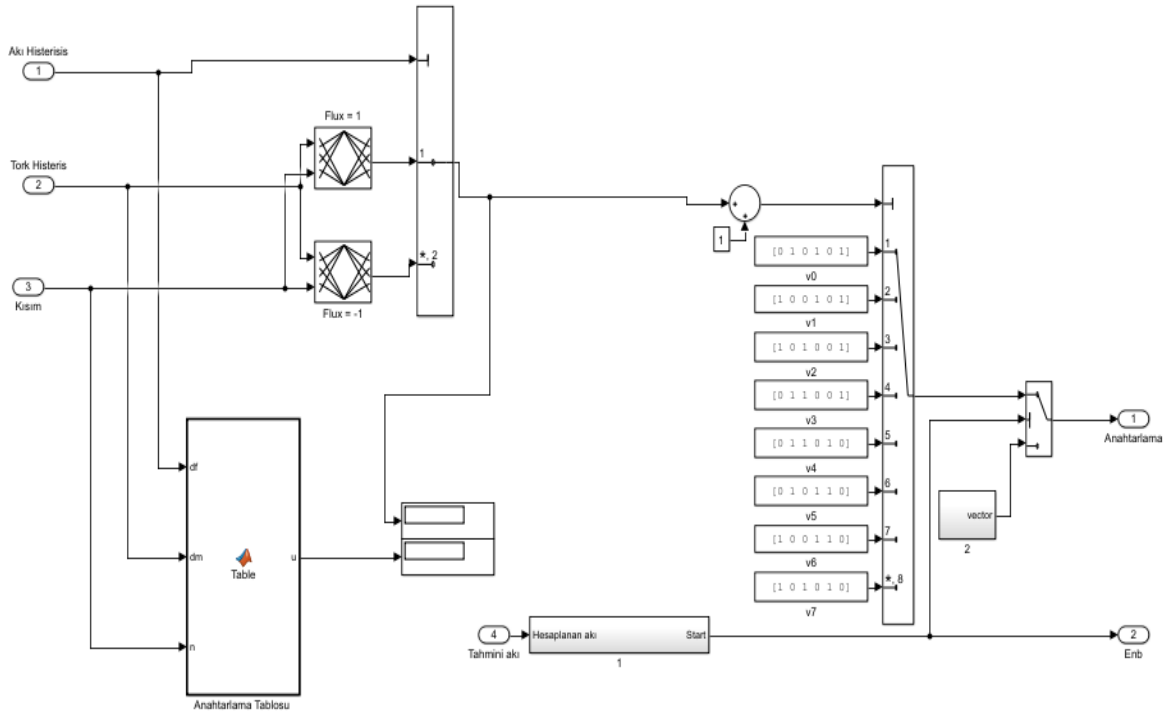 Akı Histerisis
1
Flux = 1
Tork Histeris
2
1
*, 2
3
Kısım
Flux = -1
1
[0 1 0 1 0 1]
1
v0
[1 0 0 1 0 1]
2
v1
[1 0 1 0 0 1]
3
v2
[0 1 1 0 0 1]
4
v3
[0 1 1 0 1 0]
5
v4
[0 1 0 1 1 0]
6
v5
[1 0 0 1 1 0]
7
v6
[1 0 1 0 1 0]
*, 8
v7
1
Anahtarlama
vector
2
df
dm
n
u
Table
Anahtarlama Tablosu
4
Tahmini akı
Hesaplanan akı
Start
1
2
Enb